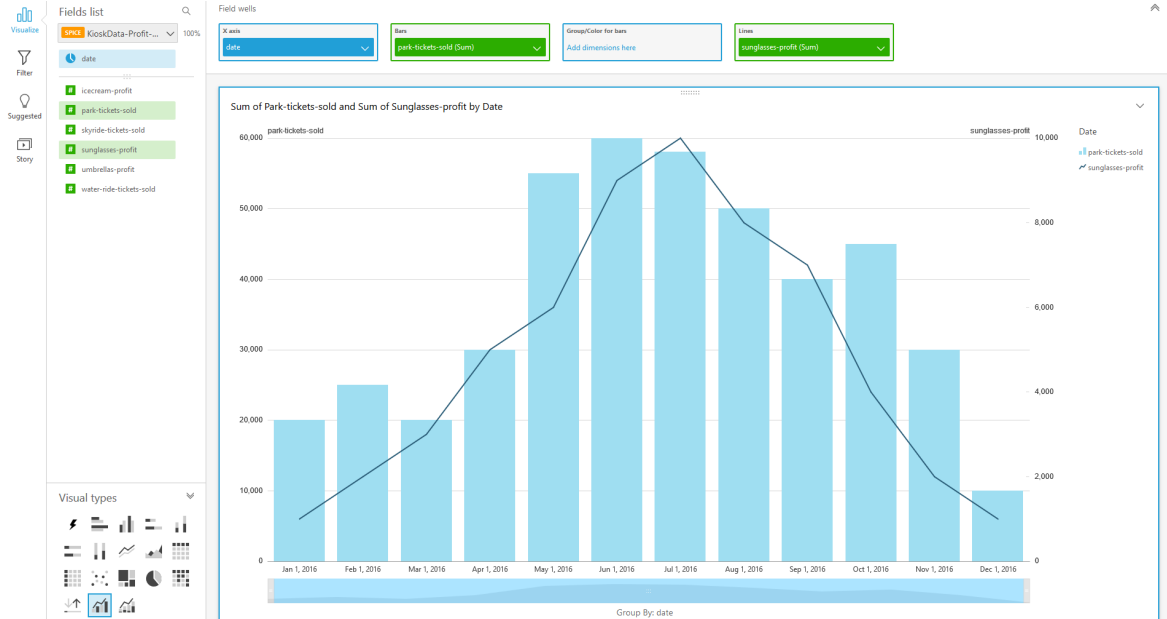 Visualize
Filter
Suggested
Story
Fields list
SPICE KioskData-Profit-... 100%
date
# icecream-profit
# park-tickets-sold
# skyride-tickets-sold
# sunglasses-profit
# umbrellas-profit
# water-ride-tickets-sold
Visual types
Field wells
X axis
date
Bars
park-tickets-sold (Sum)
Group/Color for bars
Add dimensions here
Lines
sunglasses-profit (Sum)
Sum of Park-tickets-sold and Sum of Sunglasses-profit by Date
park-tickets-sold
60,000
50,000
40,000
30,000
20,000
10,000
0
sunglasses-profit
10,000
8,000
6,000
4,000
2,000
0
Jan 1, 2016
Feb 1, 2016
Mar 1, 2016
Apr 1, 2016
May 1, 2016
Jun 1, 2016
Jul 1, 2016
Aug 1, 2016
Sep 1, 2016
Oct 1, 2016
Nov 1, 2016
Dec 1, 2016
Group By: date
Date
park-tickets-sold
sunglasses-profit